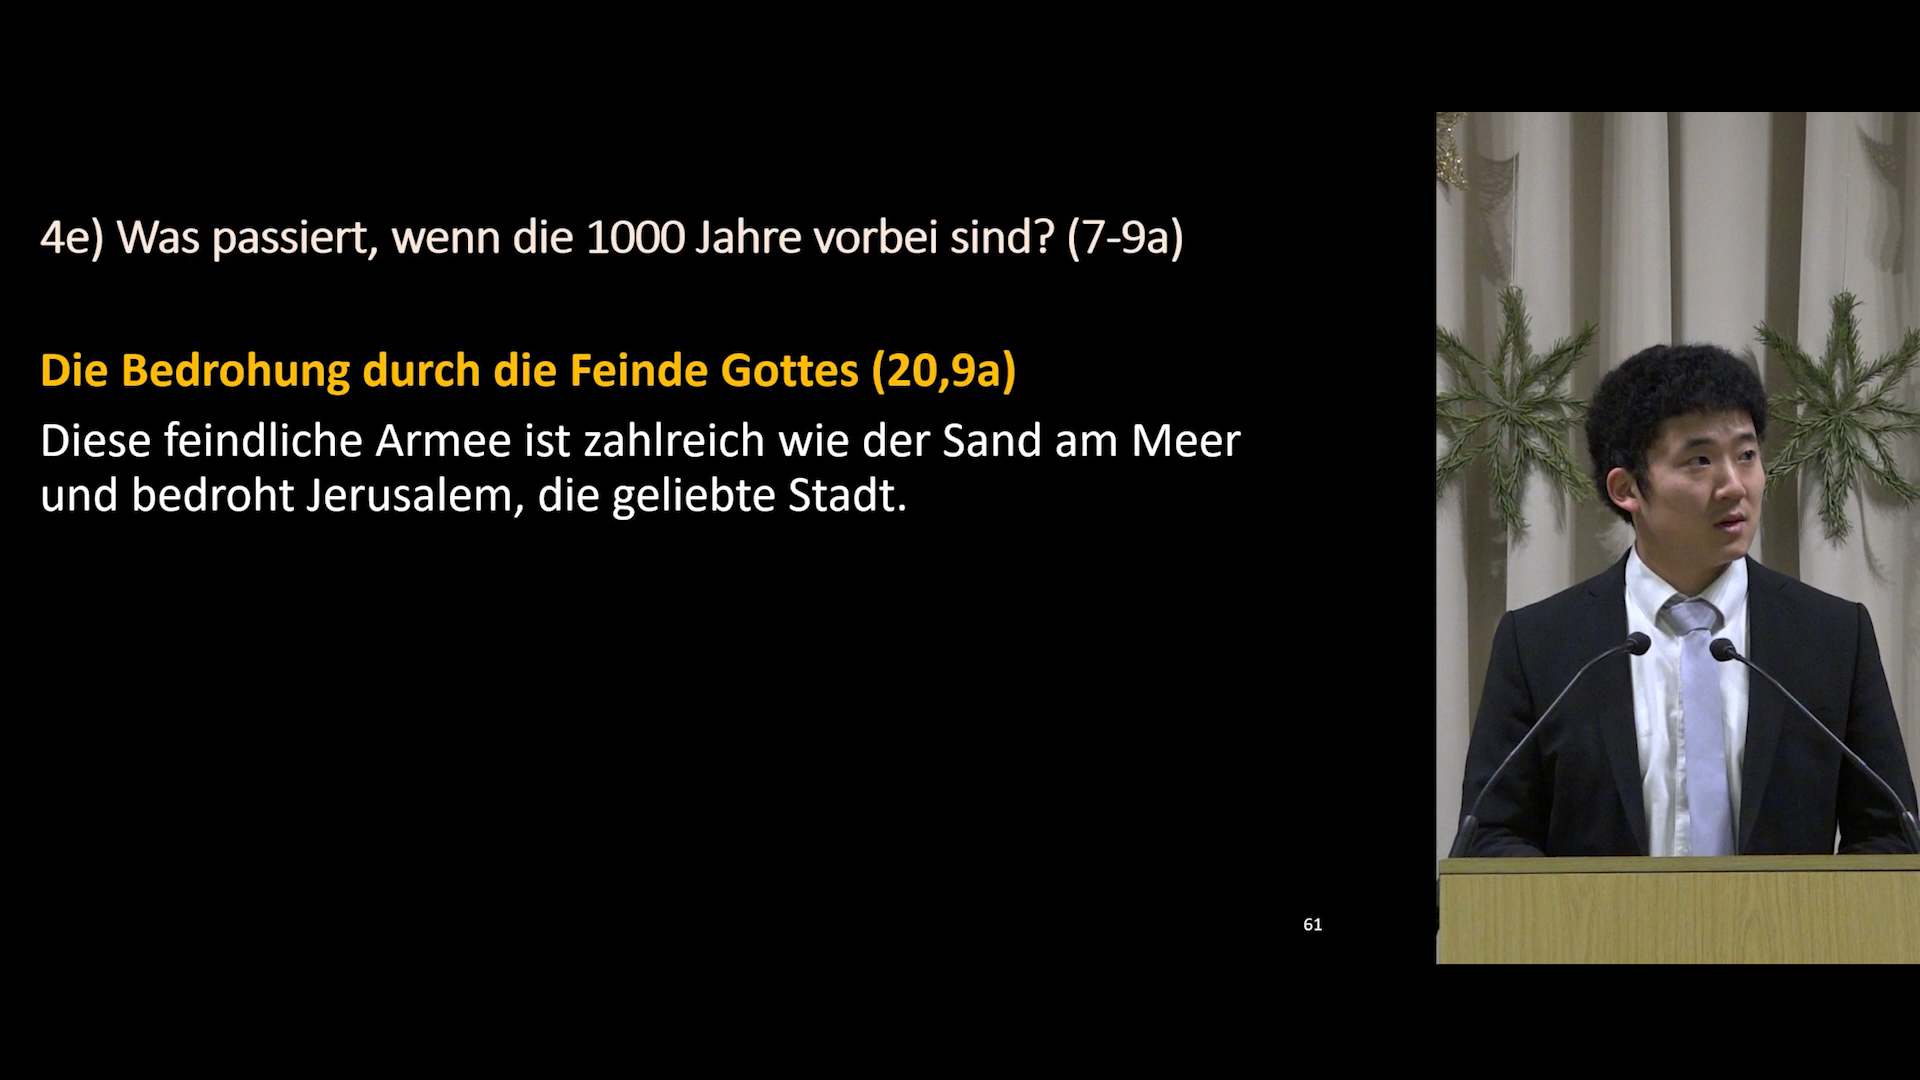 4e) Was passiert, wenn die 1000 Jahre vorbei sind? (7-9a)
Die Bedrohung durch die Feinde Gottes (20,9a)
Diese feindliche Armee ist zahlreich wie der Sand am Meer
und bedroht Jerusalem, die geliebte Stadt.
61